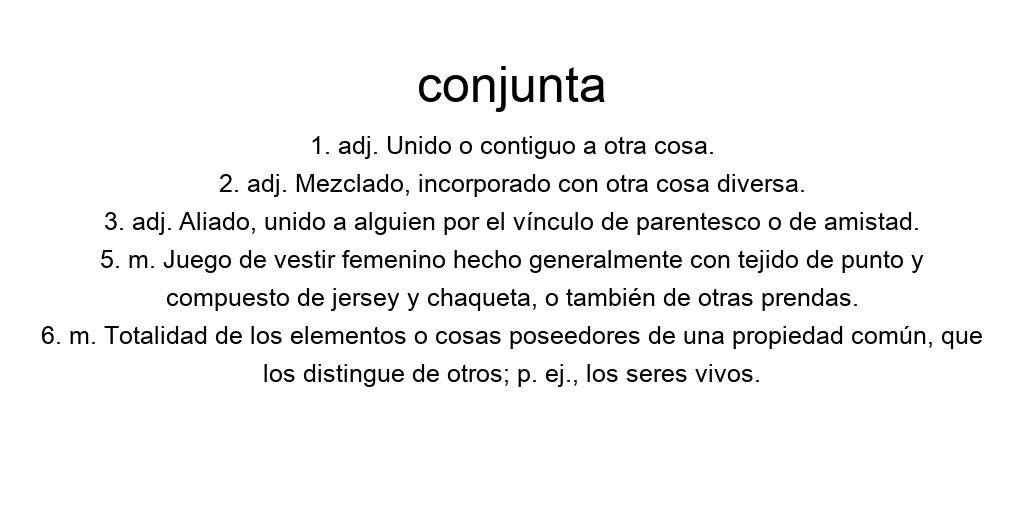 conjunta
1. adj. Unido o contiguo a otra cosa.
2. adj. Mezclado, incorporado con otra cosa diversa.
3. adj. Aliado, unido a alguien por el vínculo de parentesco o de amistad.
5. m. Juego de vestir femenino hecho generalmente con tejido de punto y
compuesto de jersey y chaqueta, o también de otras prendas.
6. m. Totalidad de los elementos o cosas poseedores de una propiedad común, que
los distingue de otros; p. ej., los seres vivos.